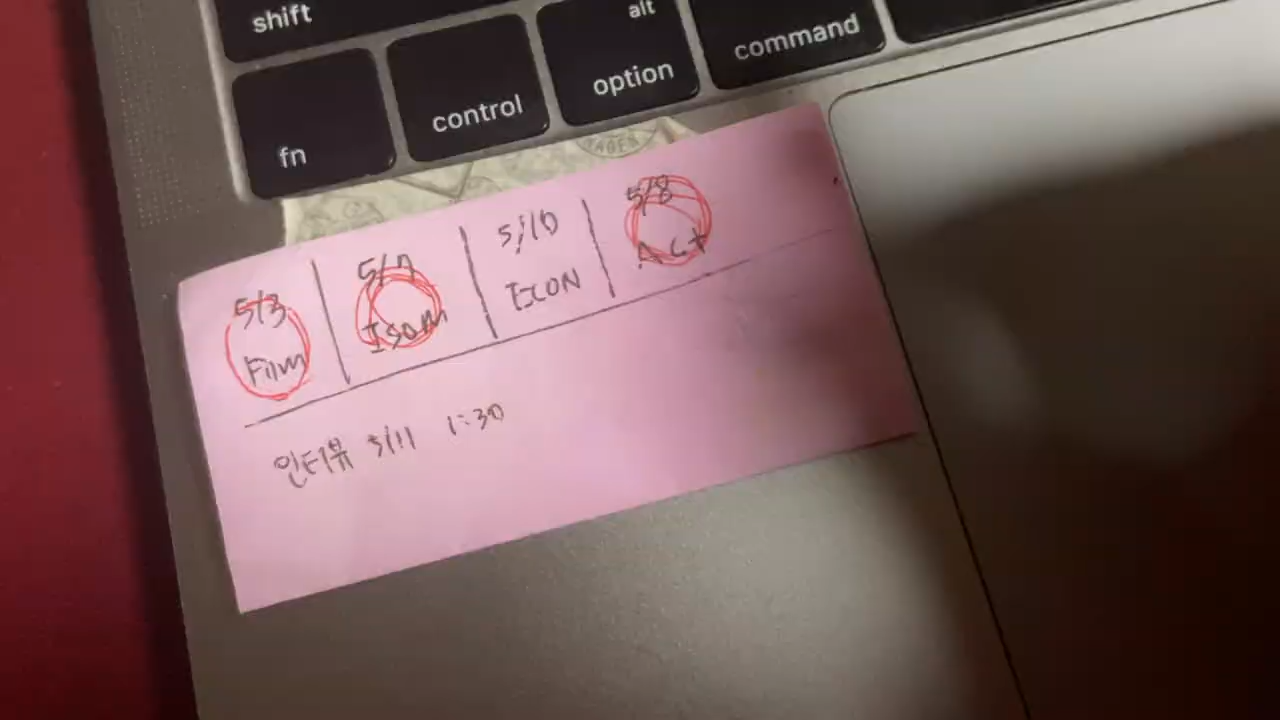 shift
alt
fn
control
option
command
5/3
Film
5/7
Isom
5/10
ECON
5/8
Act
인터뷰 5/11 1:30